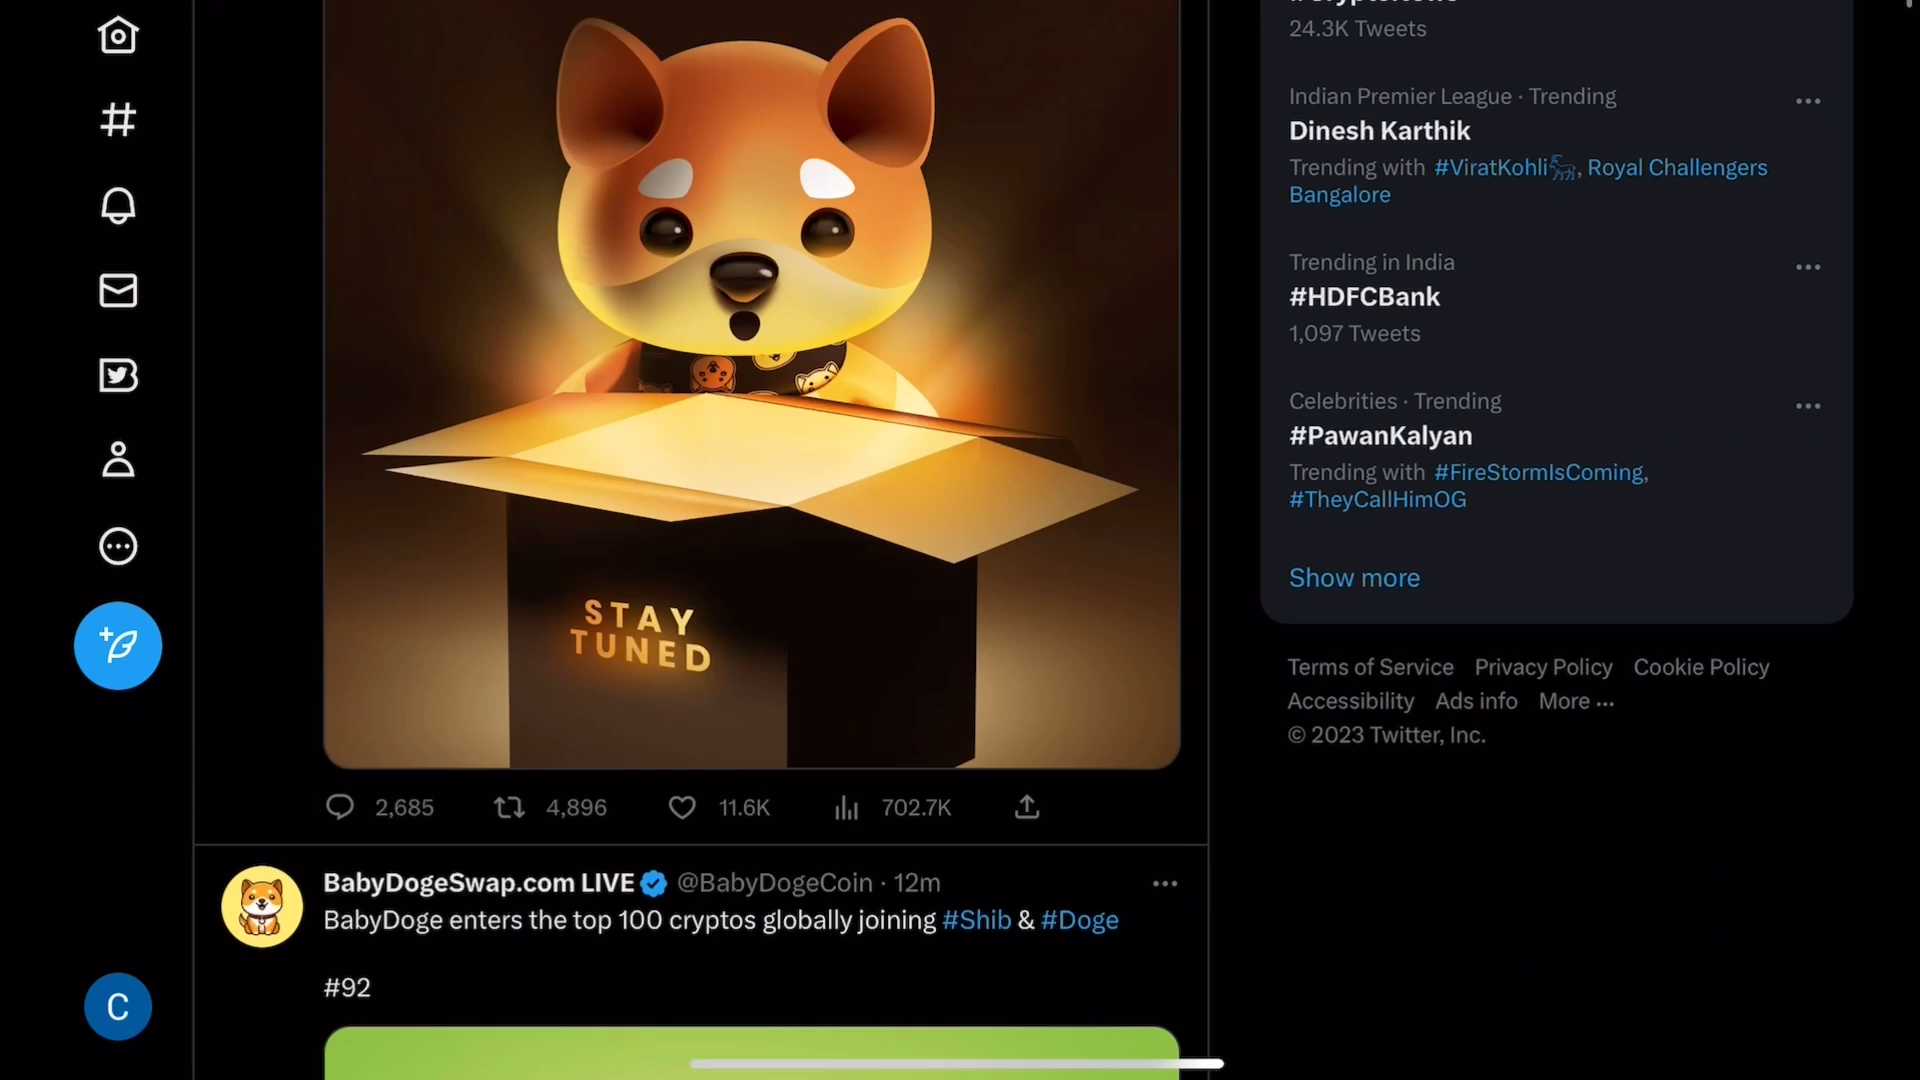 STAY
TUNED
2,685
4,896
11.6K
702.7K
BabyDogeSwap.com LIVE @BabyDogeCoin · 12m
BabyDoge enters the top 100 cryptos globally joining #Shib & #Doge
#92
C
24.3K Tweets
Indian Premier League · Trending
Dinesh Karthik
Trending with #ViratKohli🐐, Royal Challengers
Bangalore
Trending in India
#HDFCBank
1,097 Tweets
Celebrities · Trending
#PawanKalyan
Trending with #FireStormIsComing,
#TheyCallHimOG
Show more
Terms of Service Privacy Policy Cookie Policy
Accessibility Ads info More ···
© 2023 Twitter, Inc.